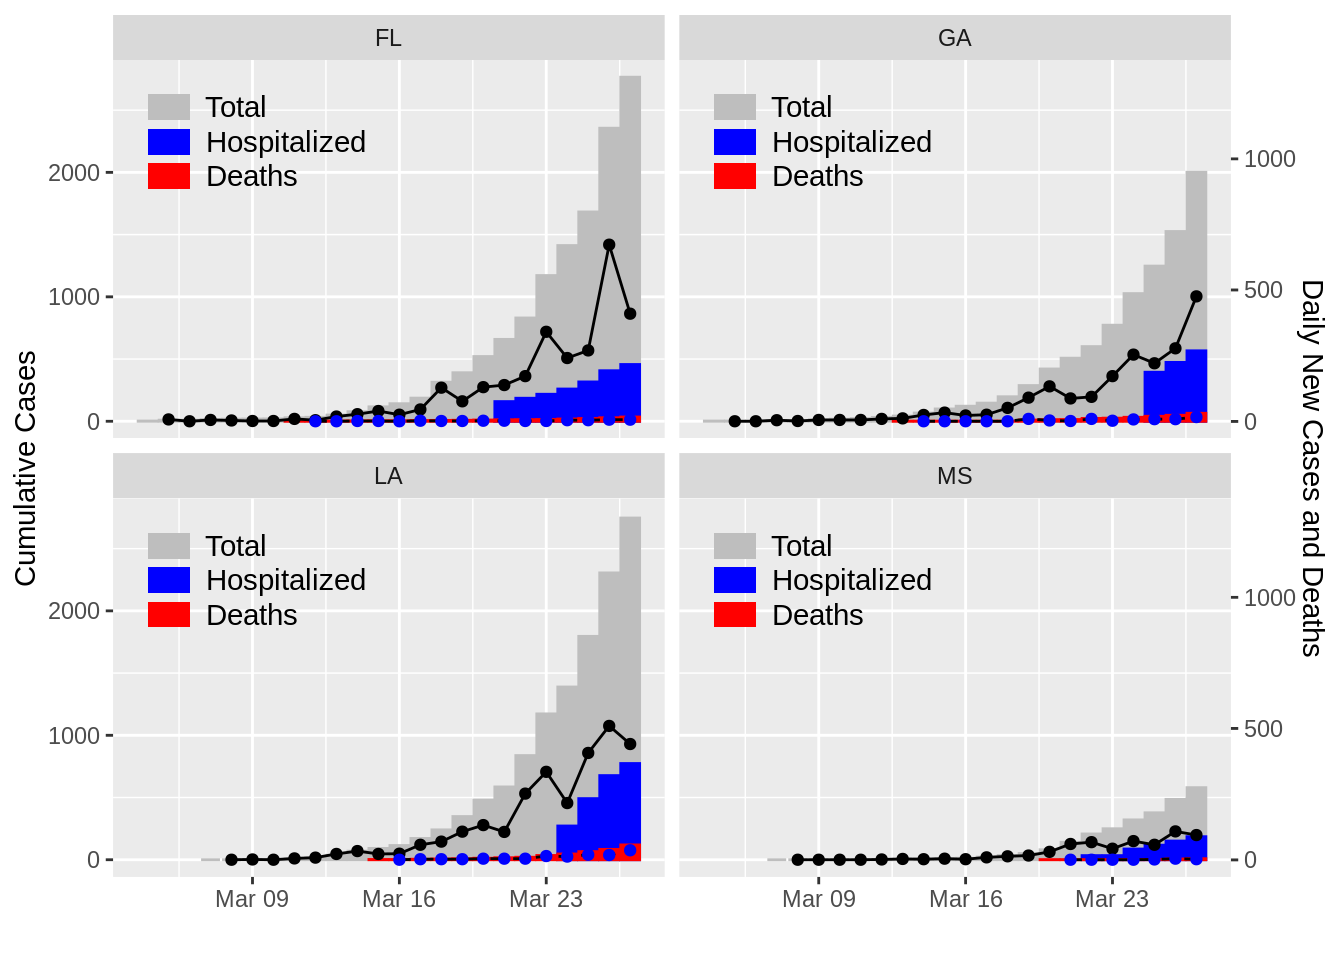 FL
GA
Total
Hospitalized
Deaths
Total
Hospitalized
Deaths
2000
1000
0
1000
500
0
Cumulative Cases
Daily New Cases and Deaths
LA
MS
Total
Hospitalized
Deaths
Total
Hospitalized
Deaths
2000
1000
0
1000
500
0
Mar 09
Mar 16
Mar 23
Mar 09
Mar 16
Mar 23